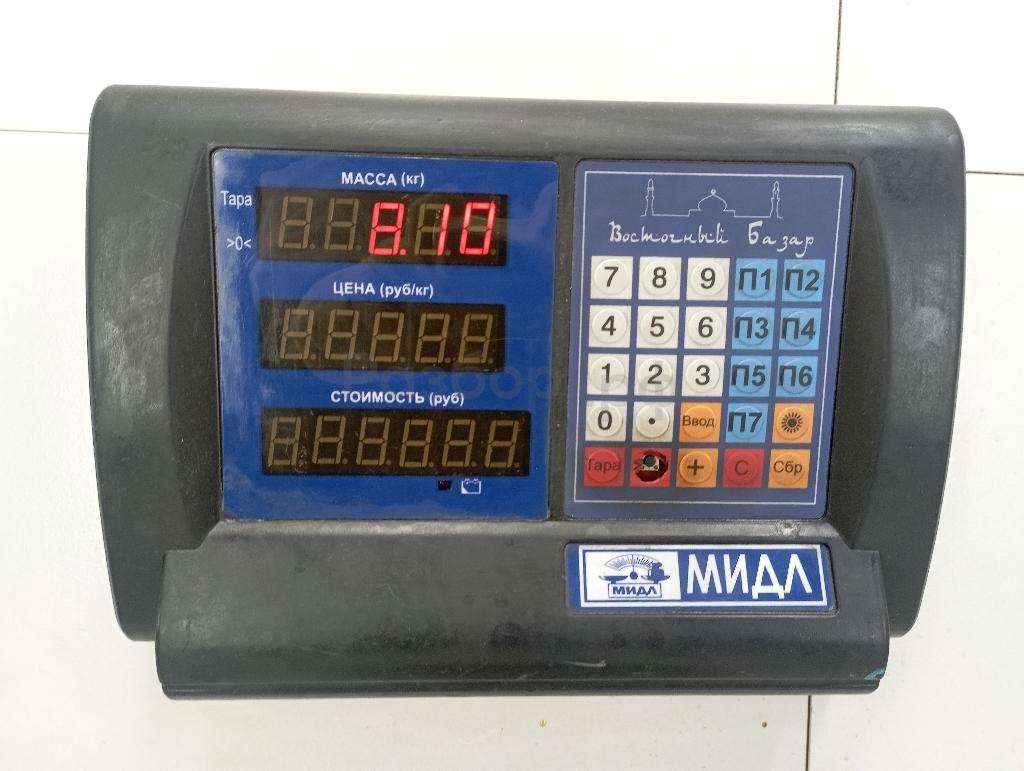 МАССА (кг)
Тара
8.10
>0<
ЦЕНА (руб/кг)
СТОИМОСТЬ (руб)
Восточный Базар
7 8 9 П1 П2
4 5 6 П3 П4
1 2 3 П5 П6
0 . Ввод П7
Тара + С Сбр
МИДЛ
МИДЛ